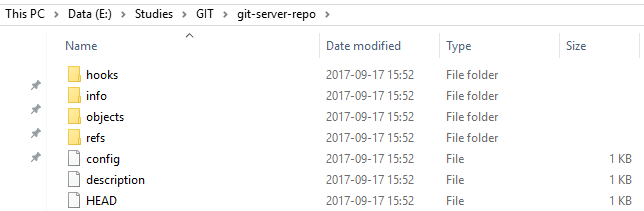 This PC > Data (E:) > Studies > GIT > git-server-repo >
Name Date modified Type Size
hooks 2017-09-17 15:52 File folder
info 2017-09-17 15:52 File folder
objects 2017-09-17 15:52 File folder
refs 2017-09-17 15:52 File folder
config 2017-09-17 15:52 File 1 KB
description 2017-09-17 15:52 File 1 KB
HEAD 2017-09-17 15:52 File 1 KB